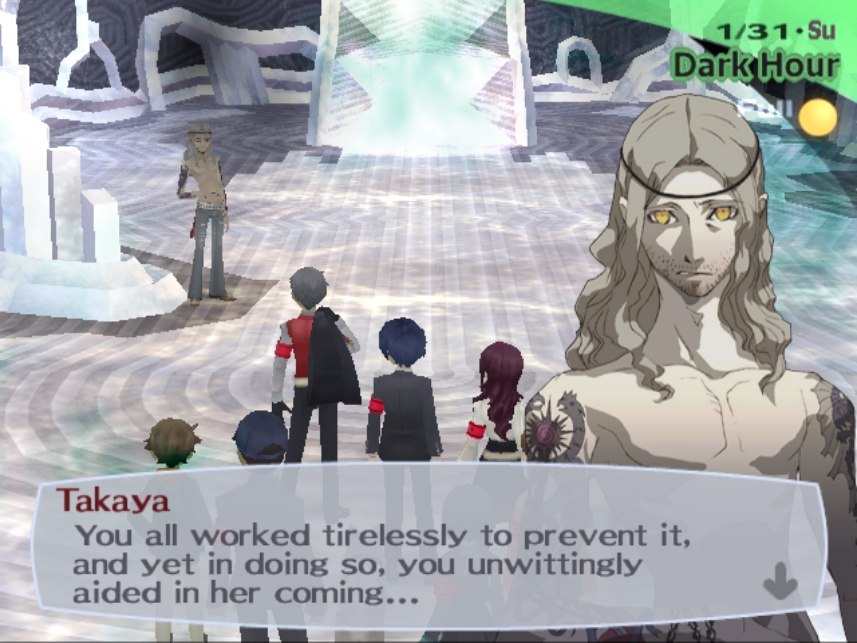 1/31・Su
Dark Hour
Full
Takaya
You all worked tirelessly to prevent it,
and yet in doing so, you unwittingly
aided in her coming...